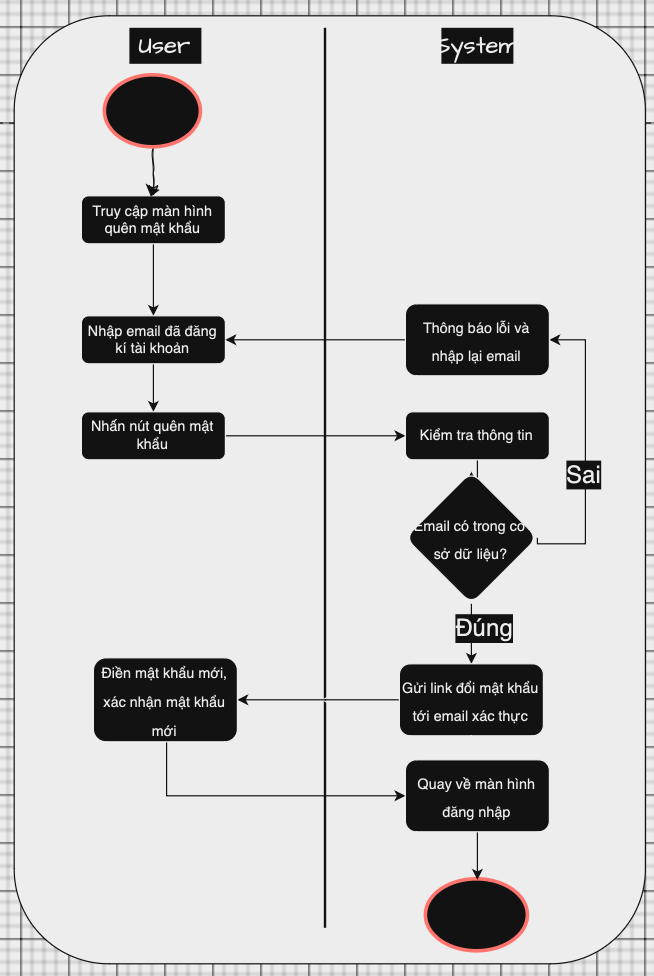 User
System
Truy cập màn hình
quên mật khẩu
Nhập email đã đăng
kí tài khoản
Thông báo lỗi và
nhập lại email
Nhấn nút quên mật
khẩu
Kiểm tra thông tin
Sai
Email có trong cơ
sở dữ liệu?
Đúng
Điền mật khẩu mới,
xác nhận mật khẩu
mới
Gửi link đổi mật khẩu
tới email xác thực
Quay về màn hình
đăng nhập